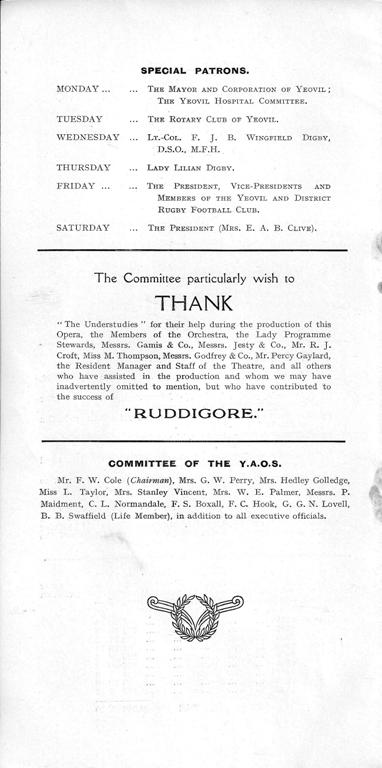 SPECIAL PATRONS.
MONDAY ... ... THE MAYOR AND CORPORATION OF YEOVIL;
THE YEOVIL HOSPITAL COMMITTEE.
TUESDAY ... THE ROTARY CLUB OF YEOVIL.
WEDNESDAY ... LT.-COL. F. J. B. WINGFIELD DIGBY,
D.S.O., M.F.H.
THURSDAY ... LADY LILIAN DIGBY.
FRIDAY ... ... THE PRESIDENT, VICE-PRESIDENTS AND
MEMBERS OF THE YEOVIL AND DISTRICT
RUGBY FOOTBALL CLUB.
SATURDAY ... THE PRESIDENT (MRS. E. A. B. CLIVE).
The Committee particularly wish to
THANK
"The Understudies" for their help during the production of this
Opera, the Members of the Orchestra, the Lady Programme
Stewards, Messrs. Gamis & Co., Messrs. Jesty & Co., Mr. R. J.
Croft, Miss M. Thompson, Messrs. Godfrey & Co., Mr. Percy Gaylard,
the Resident Manager and Staff of the Theatre, and all others
who have assisted in the production and whom we may have
inadvertently omitted to mention, but who have contributed to
the success of
"RUDDIGORE."
COMMITTEE OF THE Y.A.O.S.
Mr. F. W. Cole (Chairman), Mrs. G. W. Perry, Mrs. Hedley Golledge,
Miss L. Taylor, Mrs. Stanley Vincent, Mrs. W. E. Palmer, Messrs. P.
Maidment, C. L. Normandale, F. S. Boxall, F. C. Hook, G. G. N. Lovell,
B. B. Swaffield (Life Member), in addition to all executive officials.